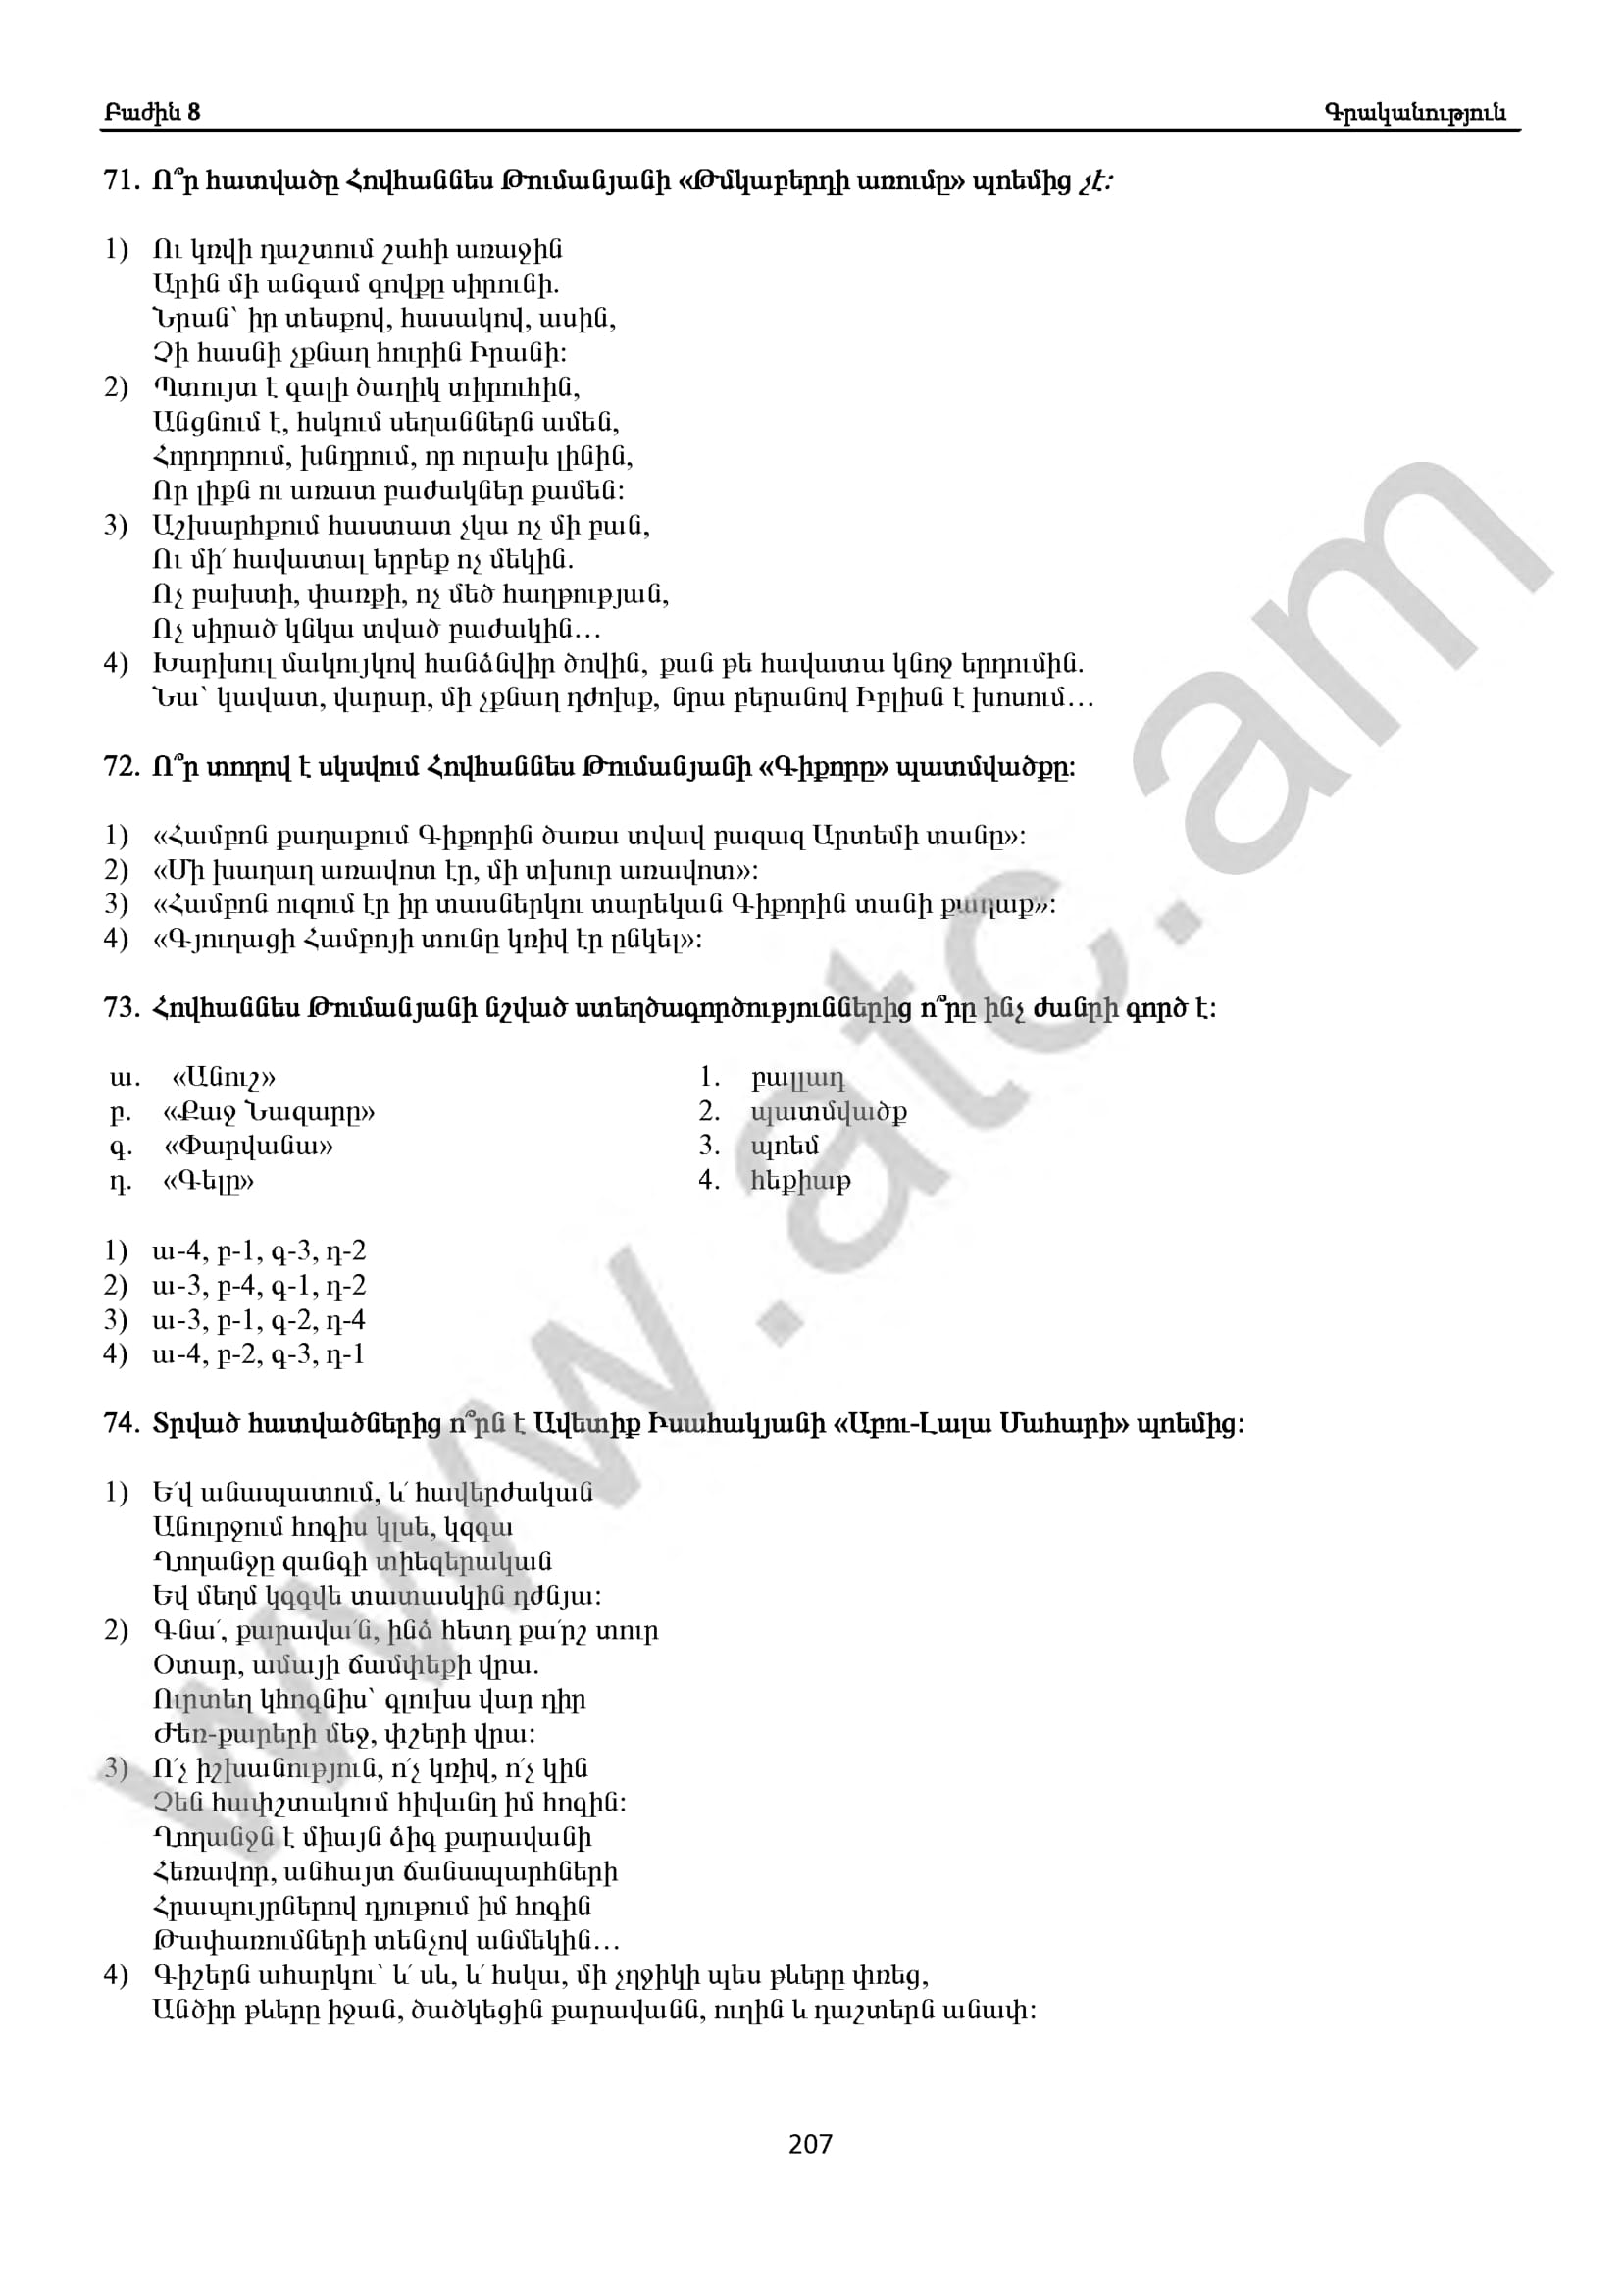 Բաժին 8 Գրականություն
71. Ո՞ր հատվածը Հովհաննես Թումանյանի «Թմկաբերդի առումը» պոեմից չէ:
1) Ու կռվի դաշտում շահի առաջին
Արին մի անգամ գովքը սիրունի.
Նրան՝ իր տեսքով, հասակով, ասին,
Չի հասնի չքնաղ հուրին Իրանի:
2) Պտույտ է գալի ծաղիկ տիրուհին,
Անցնում է, հսկում սեղաններն ամեն,
Հորդորում, խնդրում, որ ուրախ լինին,
Որ լիքն ու առատ բաժակներ քամեն:
3) Աշխարհքում հաստատ չկա ոչ մի բան,
Ու մի՛ հավատալ երբեք ոչ մեկին.
Ոչ բախտի, փառքի, ոչ մեծ հաղթության,
Ոչ սիրած կնկա տված բաժակին…
4) Խարխուլ մակույկով հանձնվիր ծովին, քան թե հավատա կնոջ երդումին.
Նա՝ կավատ, վարար, մի չքնաղ դժոխք, նրա բերանով Իբլիսն է խոսում…
72. Ո՞ր տողով է սկսվում Հովհաննես Թումանյանի «Գիքորը» պատմվածքը:
1) «Համբոն քաղաքում Գիքորին ծառա տվավ բազազ Արտեմի տանը»:
2) «Մի խաղաղ առավոտ էր, մի տխուր առավոտ»:
3) «Համբոն ուզում էր իր տասներկու տարեկան Գիքորին տանի քաղաք»:
4) «Գյուղացի Համբոյի տունը կռիվ էր ընկել»:
73. Հովհաննես Թումանյանի նշված ստեղծագործություններից ո՞րը ինչ ժանրի գործ է:
ա. «Անուշ» 1. բալլադ
բ. «Քաջ Նազարը» 2. պատմվածք
գ. «Փարվանա» 3. պոեմ
դ. «Գելը» 4. հեքիաթ
1) ա-4, բ-1, գ-3, դ-2
2) ա-3, բ-4, գ-1, դ-2
3) ա-3, բ-1, գ-2, դ-4
4) ա-4, բ-2, գ-3, դ-1
74. Տրված հատվածներից ո՞րն է Ավետիք Իսահակյանի «Աբու-Լալա Մահարի» պոեմից:
1) Ե՛վ անապատում, և՛ հավերժական
Անուրջում հոգիս կլսե, կզգա
Ղողանջը զանգի տիեզերական
Եվ մեղմ կզգվե տատասկին դժնյա:
2) Գնա՛, քարավա՛ն, ինձ հետդ քա՛րշ տուր
Օտար, ամայի ճամփեքի վրա.
Ուրտեղ կհոգնիս՝ գլուխս վար դիր
Ժեռ-քարերի մեջ, փշերի վրա:
3) Ո՛չ իշխանություն, ո՛չ կռիվ, ո՛չ կին
Չեն հափշտակում հիվանդ իմ հոգին:
Ղողանջն է միայն ձիգ քարավանի
Հեռավոր, անհայտ ճանապարհների
Հրապույրներով դյութում իմ հոգին
Թափառումների տենչով անմեկին…
4) Գիշերն ահարկու՝ և՛ սև, և՛ հսկա, մի չղջիկի պես թևերը փռեց,
Անծիր թևերը իջան, ծածկեցին քարավանն, ուղին և դաշտերն անափ:
www.atc.am
207